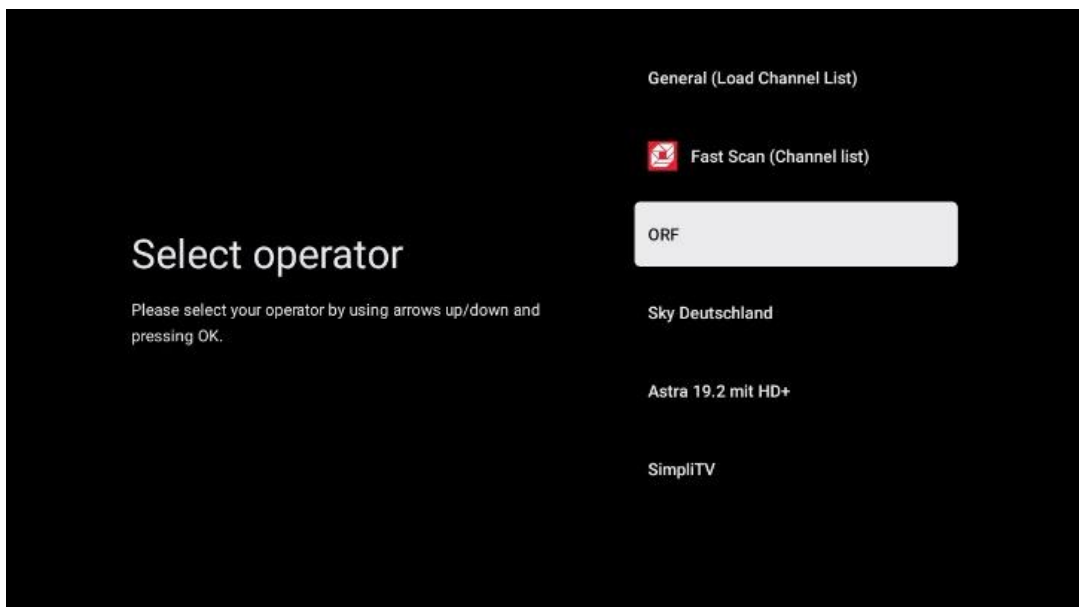 Select operator
Please select your operator by using arrows up/down and
pressing OK.
General (Load Channel List)
Fast Scan (Channel list)
ORF
Sky Deutschland
Astra 19.2 mit HD+
SimpliTV